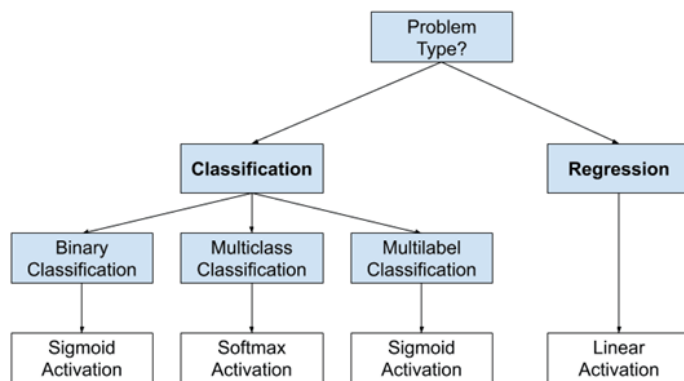 Problem
Type?
Classification
Regression
Binary
Classification
Multiclass
Classification
Multilabel
Classification
Sigmoid
Activation
Softmax
Activation
Sigmoid
Activation
Linear
Activation